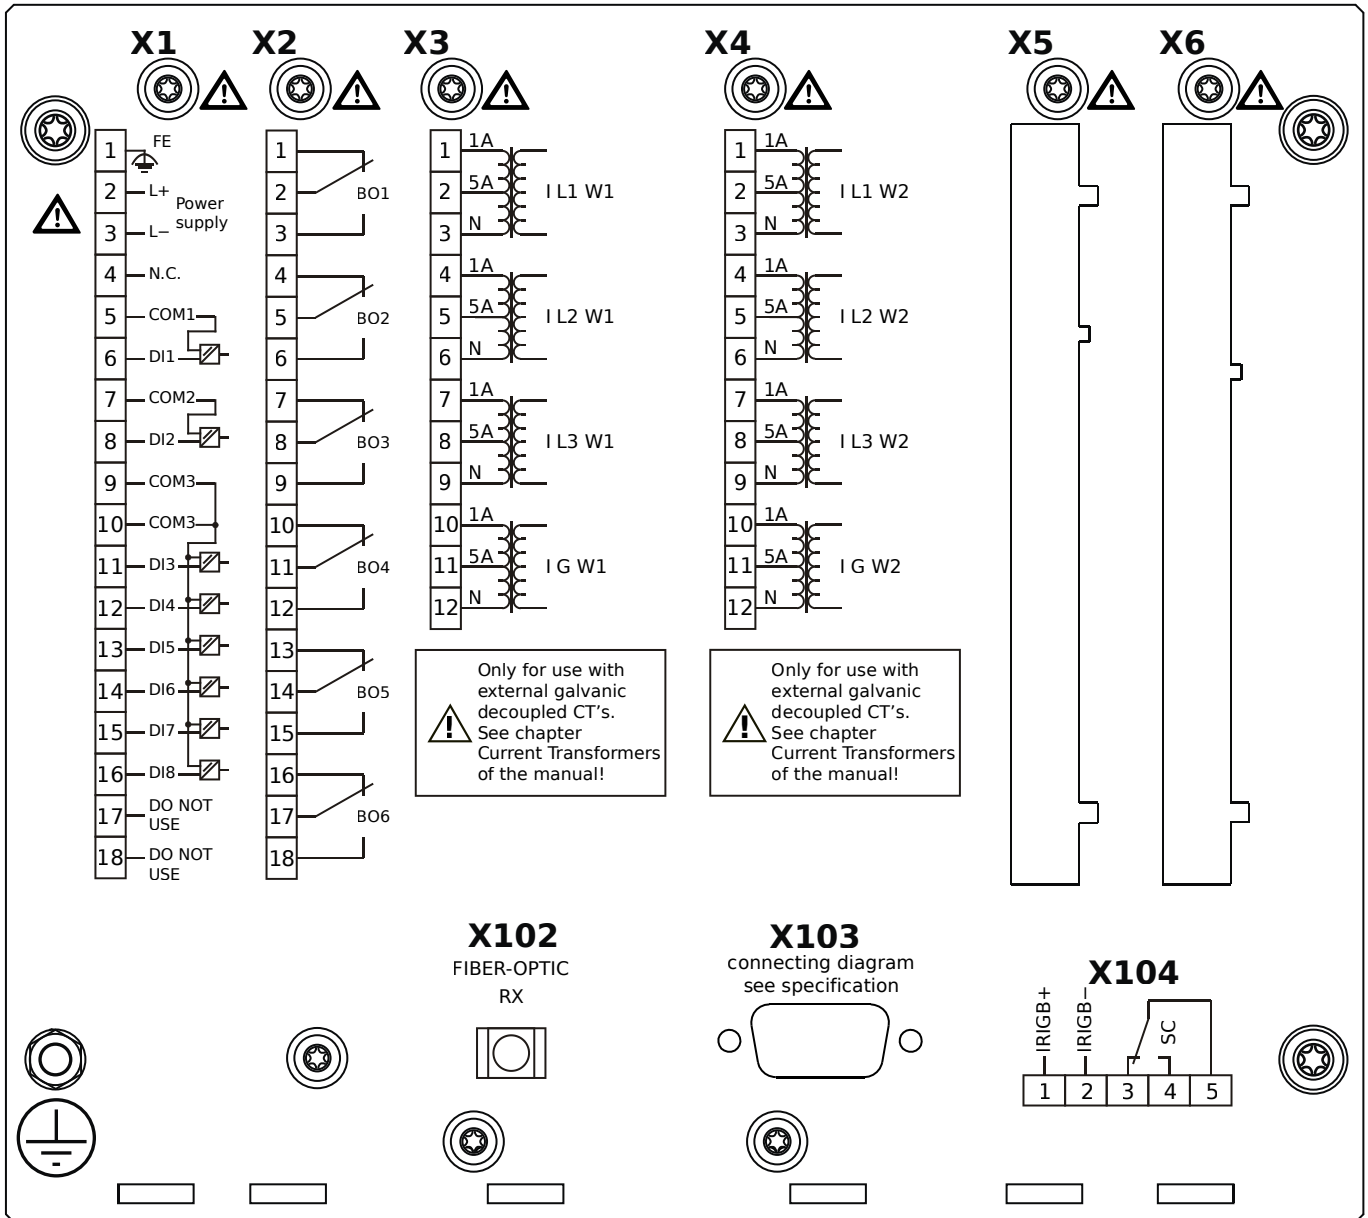 X1
X2
X3
X4
X5
X6
1 FE
2 L+
Power
supply
3 L−
4 N.C.
5 COM1
6 DI1
7 COM2
8 DI2
9 COM3
10 COM3
11 DI3
12 DI4
13 DI5
14 DI6
15 DI7
16 DI8
17 DO NOT
USE
18 DO NOT
USE
1
2 BO1
3
4
5 BO2
6
7
8 BO3
9
10
11 BO4
12
13
14 BO5
15
16
17 BO6
18
1 1A
2 5A I L1 W1
3 N
4 1A
5 5A I L2 W1
6 N
7 1A
8 5A I L3 W1
9 N
10 1A
11 5A I G W1
12 N
Only for use with
external galvanic
decoupled CT's.
See chapter
Current Transformers
of the manual!
1 1A
2 5A I L1 W2
3 N
4 1A
5 5A I L2 W2
6 N
7 1A
8 5A I L3 W2
9 N
10 1A
11 5A I G W2
12 N
Only for use with
external galvanic
decoupled CT's.
See chapter
Current Transformers
of the manual!
X102
FIBER-OPTIC
RX
X103
connecting diagram
see specification
X104
IRIGB+
IRIGB−
SC
1 2 3 4 5